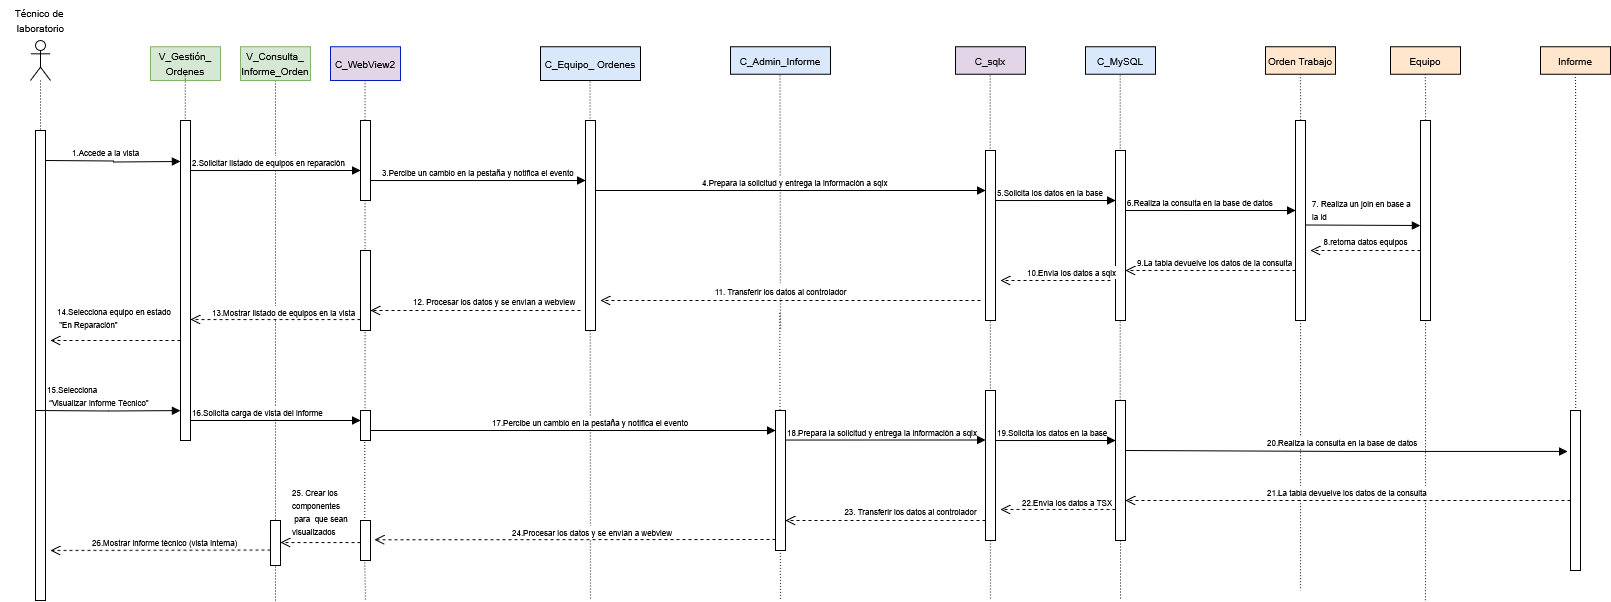 Técnico de
laboratorio
V_Gestión_
Ordenes
V_Consulta_
Informe_Orden
C_WebView2
C_Equipo_ Ordenes
C_Admin_Informe
C_sqlx
C_MySQL
Orden Trabajo
Equipo
Informe
1.Accede a la vista
2.Solicitar listado de equipos en reparación
3.Percibe un cambio en la pestaña y notifica el evento
4.Prepara la solicitud y entrega la información a sqlx
5.Solicita los datos en la base
6.Realiza la consulta en la base de datos
7. Realiza un join en base a
la id
8.retorna datos equipos
9.La tabla devuelve los datos de la consulta
10.Envia los datos a sqlx
11. Transferir los datos al controlador
12. Procesar los datos y se envían a webview
13.Mostrar listado de equipos en la vista
14.Selecciona equipo en estado
"En Reparación"
15.Selecciona
"Visualizar Informe Técnico"
16.Solicita carga de vista del informe
17.Percibe un cambio en la pestaña y notifica el evento
18.Prepara la solicitud y entrega la información a sqlx
19.Solicita los datos en la base
20.Realiza la consulta en la base de datos
21.La tabla devuelve los datos de la consulta
22.Envia los datos a TSX
23. Transferir los datos al controlador
24.Procesar los datos y se envían a webview
25. Crear los
componentes
para que sean
visualizados
26.Mostrar informe técnico (vista interna)